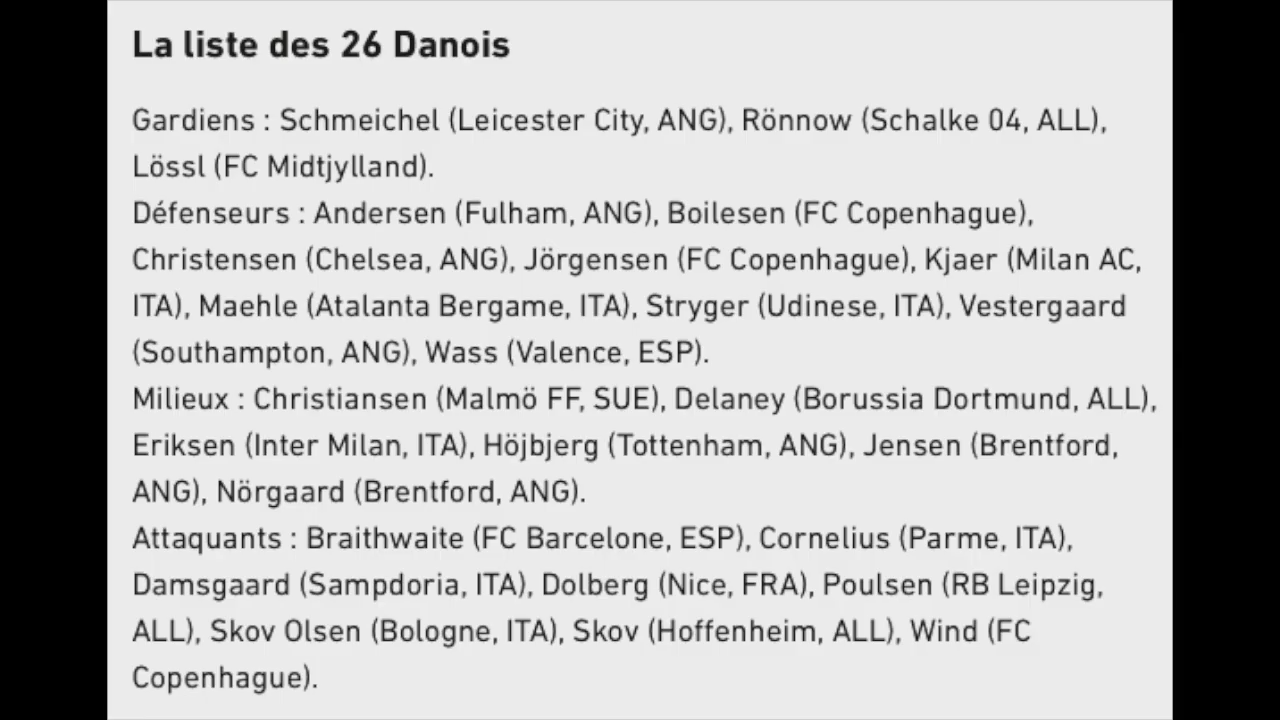 La liste des 26 Danois
Gardiens : Schmeichel (Leicester City, ANG), Rönnow (Schalke 04, ALL),
Lössl (FC Midtjylland).
Défenseurs : Andersen (Fulham, ANG), Boilesen (FC Copenhague),
Christensen (Chelsea, ANG), Jörgensen (FC Copenhague), Kjaer (Milan AC,
ITA), Maehle (Atalanta Bergame, ITA), Stryger (Udinese, ITA), Vestergaard
(Southampton, ANG), Wass (Valence, ESP).
Milieux : Christiansen (Malmö FF, SUE), Delaney (Borussia Dortmund, ALL),
Eriksen (Inter Milan, ITA), Höjbjerg (Tottenham, ANG), Jensen (Brentford,
ANG), Nörgaard (Brentford, ANG).
Attaquants : Braithwaite (FC Barcelone, ESP), Cornelius (Parme, ITA),
Damsgaard (Sampdoria, ITA), Dolberg (Nice, FRA), Poulsen (RB Leipzig,
ALL), Skov Olsen (Bologne, ITA), Skov (Hoffenheim, ALL), Wind (FC
Copenhague).